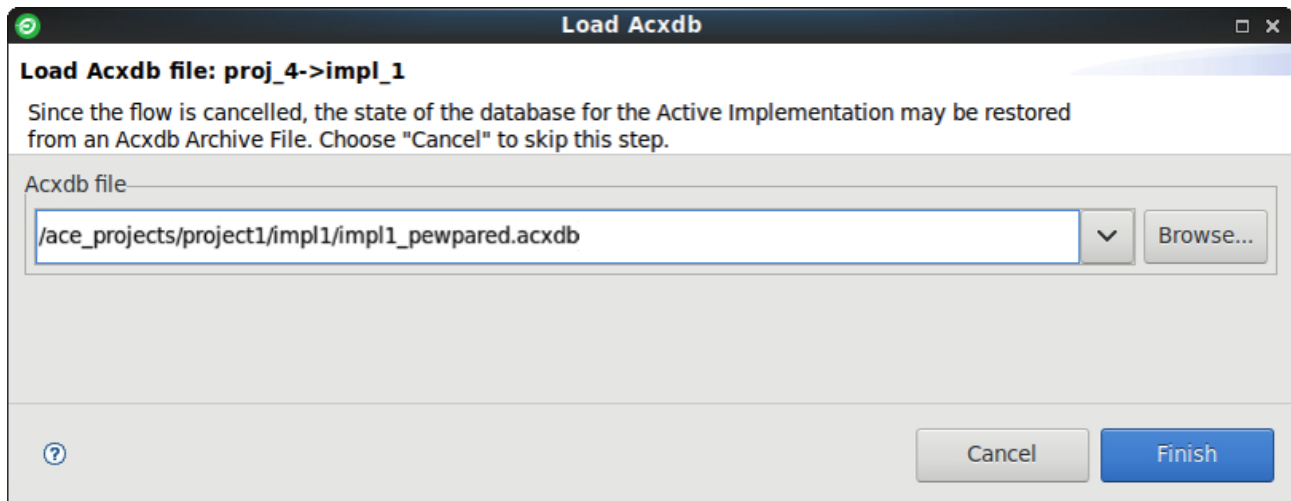 Load Acxdb
Load Acxdb file: proj_4->impl_1
Since the flow is cancelled, the state of the database for the Active Implementation may be restored
from an Acxdb Archive File. Choose "Cancel" to skip this step.
Acxdb file
/ace_projects/project1/impl1/impl1_pewpared.acxdb
Browse...
Cancel
Finish